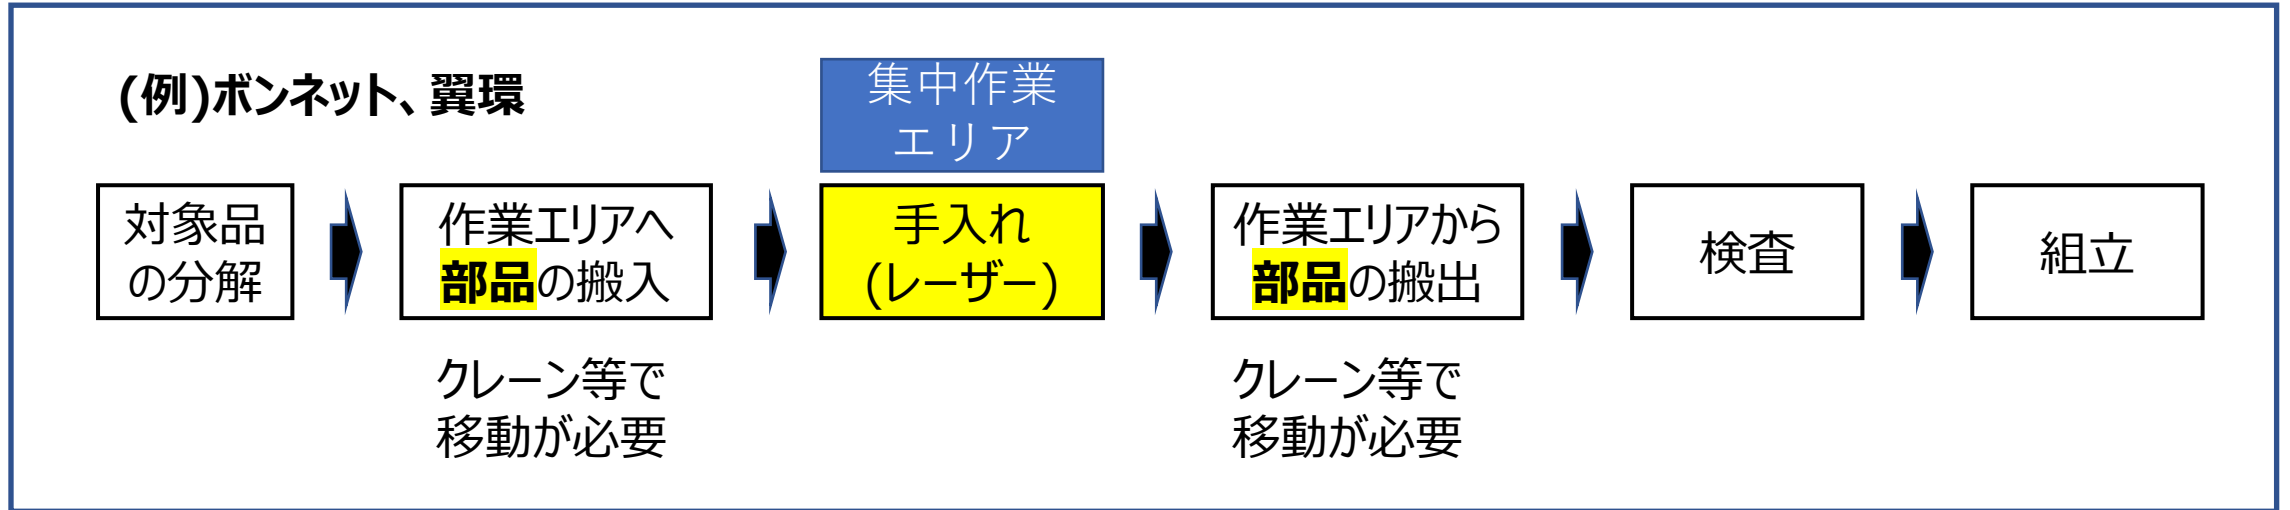 (例)ボンネット、翼環
集中作業
エリア
対象品
の分解
作業エリアへ
部品の搬入
手入れ
(レーザー)
作業エリアから
部品の搬出
検査
組立
クレーン等で
移動が必要
クレーン等で
移動が必要